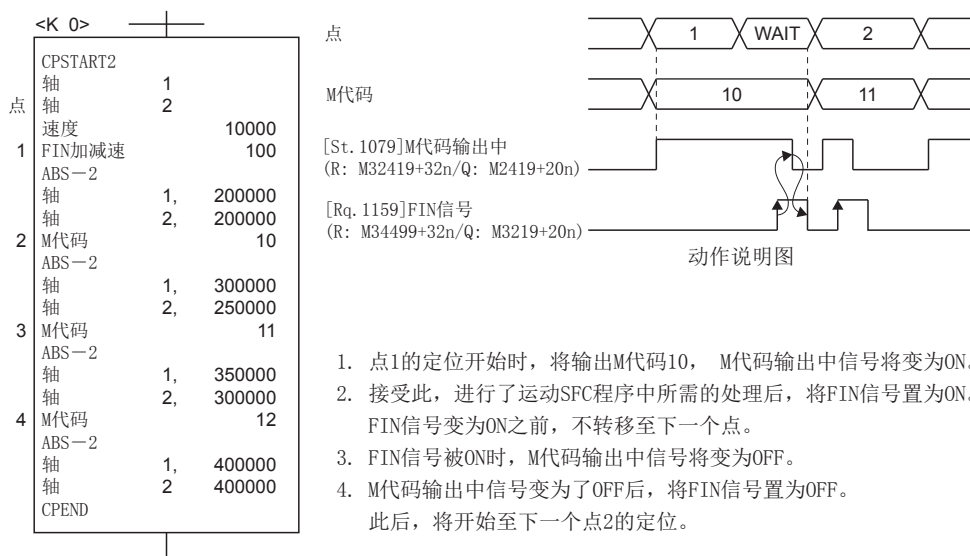 <K 0>
CPSTART2
轴 1
点 轴 2
速度 10000
1 FIN加减速 100
ABS－2
轴 1, 200000
轴 2, 200000
2 M代码 10
ABS－2
轴 1, 300000
轴 2, 250000
3 M代码 11
ABS－2
轴 1, 350000
轴 2, 300000
4 M代码 12
ABS－2
轴 1, 400000
轴 2 400000
CPEND
点 1 WAIT 2
M代码 10 11
[St.1079]M代码输出中
(R: M32419+32n/Q: M2419+20n)
[Rq.1159]FIN信号
(R: M34499+32n/Q: M3219+20n)
动作说明图
1. 点1的定位开始时，将输出M代码10， M代码输出中信号将变为ON。
2. 接受此，进行了运动SFC程序中所需的处理后，将FIN信号置为ON。
FIN信号变为ON之前，不转移至下一个点。
3. FIN信号被ON时，M代码输出中信号将变为OFF。
4. M代码输出中信号变为了OFF后，将FIN信号置为OFF。
此后，将开始至下一个点2的定位。